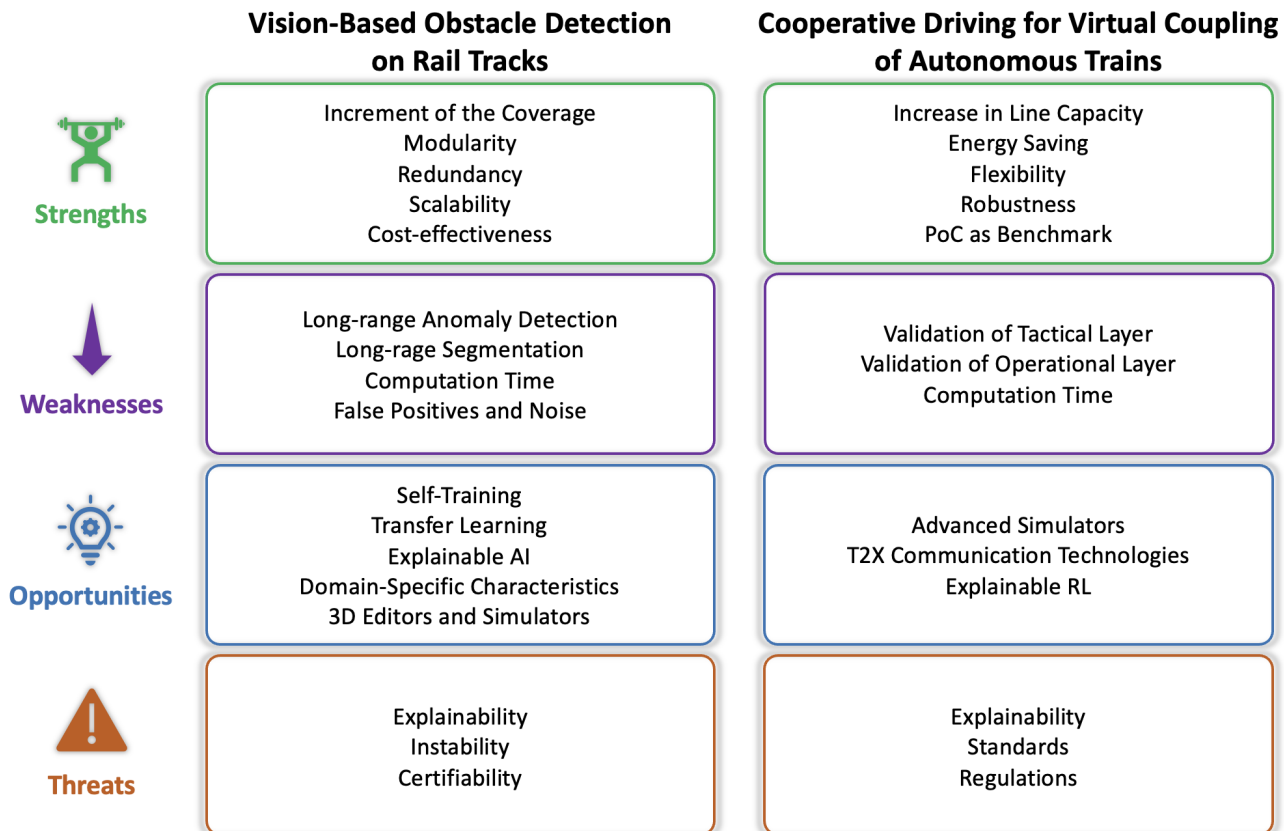 Vision-Based Obstacle Detection
on Rail Tracks
Cooperative Driving for Virtual Coupling
of Autonomous Trains
Strengths
Increment of the Coverage
Modularity
Redundancy
Scalability
Cost-effectiveness
Increase in Line Capacity
Energy Saving
Flexibility
Robustness
PoC as Benchmark
Weaknesses
Long-range Anomaly Detection
Long-rage Segmentation
Computation Time
False Positives and Noise
Validation of Tactical Layer
Validation of Operational Layer
Computation Time
Opportunities
Self-Training
Transfer Learning
Explainable AI
Domain-Specific Characteristics
3D Editors and Simulators
Advanced Simulators
T2X Communication Technologies
Explainable RL
Threats
Explainability
Instability
Certifiability
Explainability
Standards
Regulations